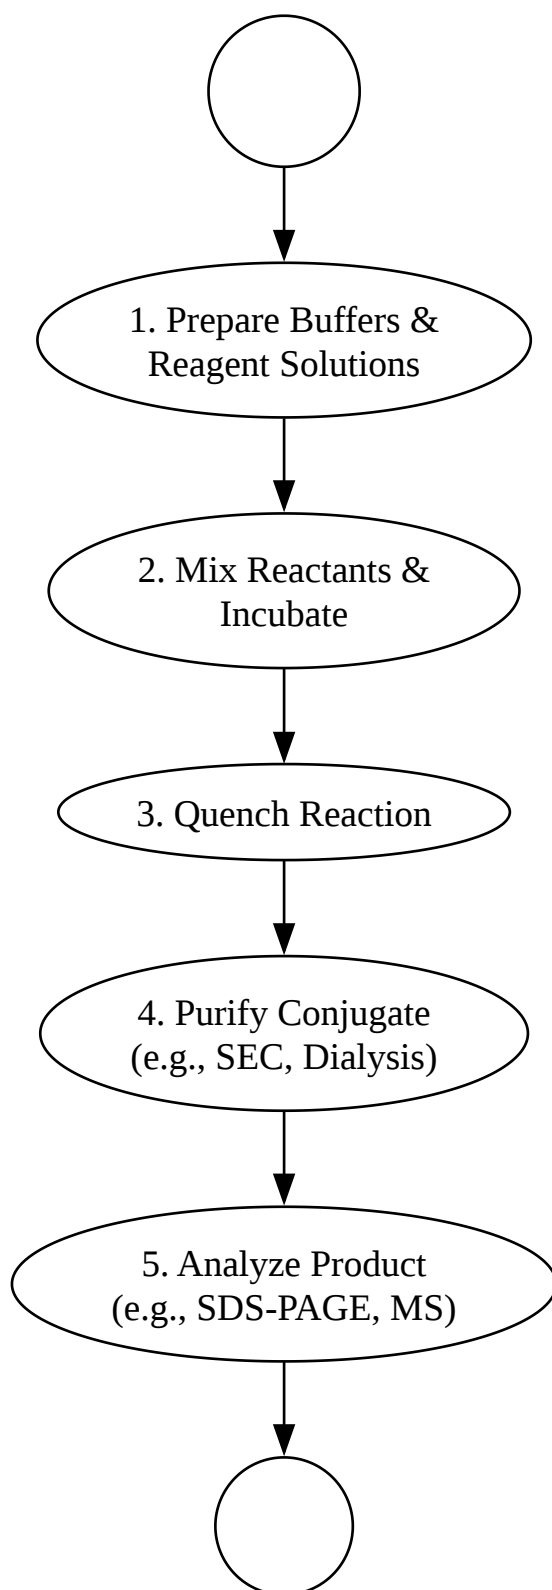 1. Prepare Buffers &
Reagent Solutions
2. Mix Reactants &
Incubate
3. Quench Reaction
4. Purify Conjugate
(e.g., SEC, Dialysis)
5. Analyze Product
(e.g., SDS-PAGE, MS)